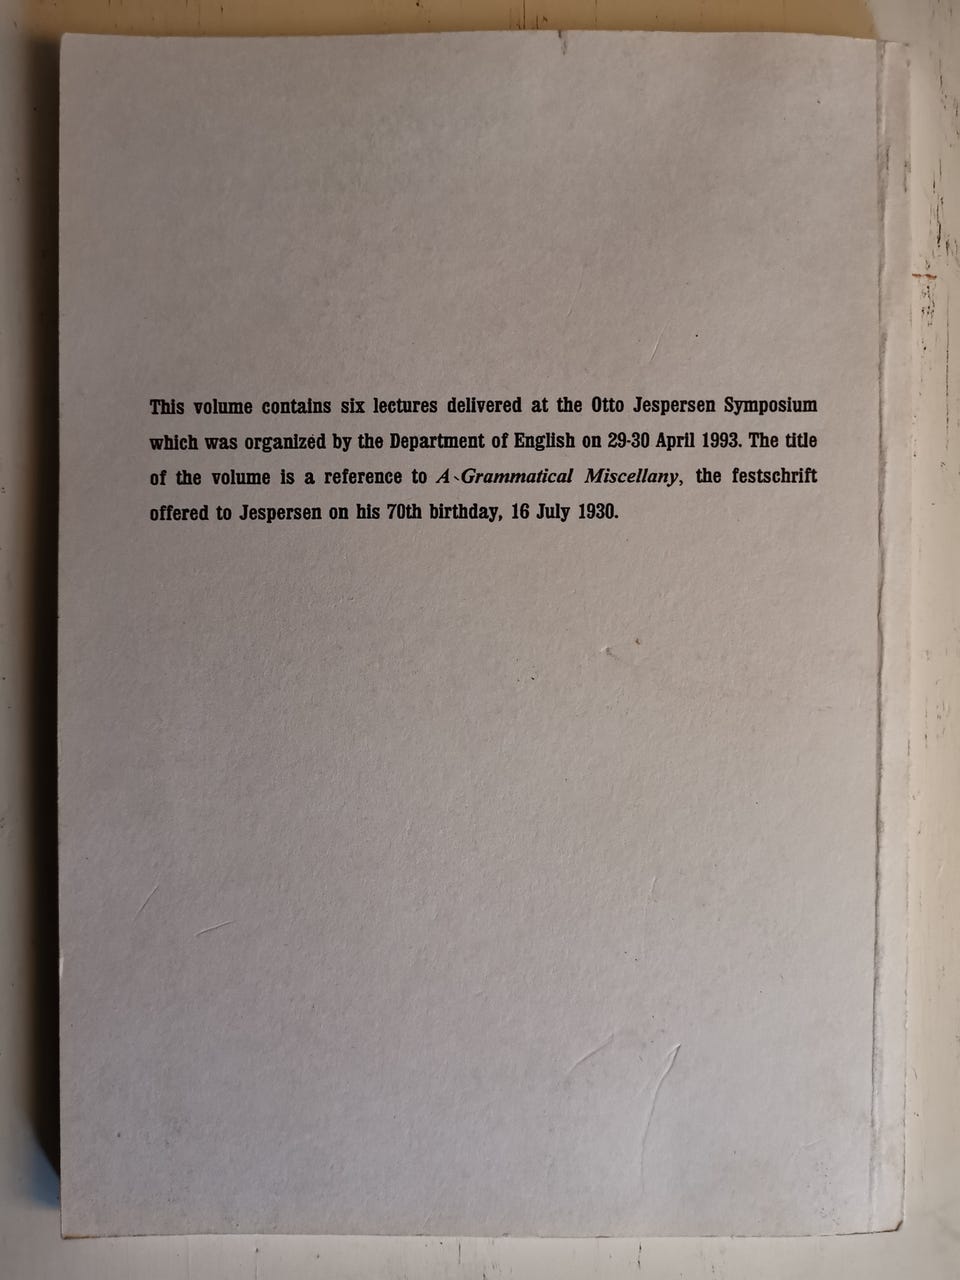 This volume contains six lectures delivered at the Otto Jespersen Symposium
which was organized by the Department of English on 29-30 April 1993. The title
of the volume is a reference to A Grammatical Miscellany, the festschrift
offered to Jespersen on his 70th birthday, 16 July 1930.